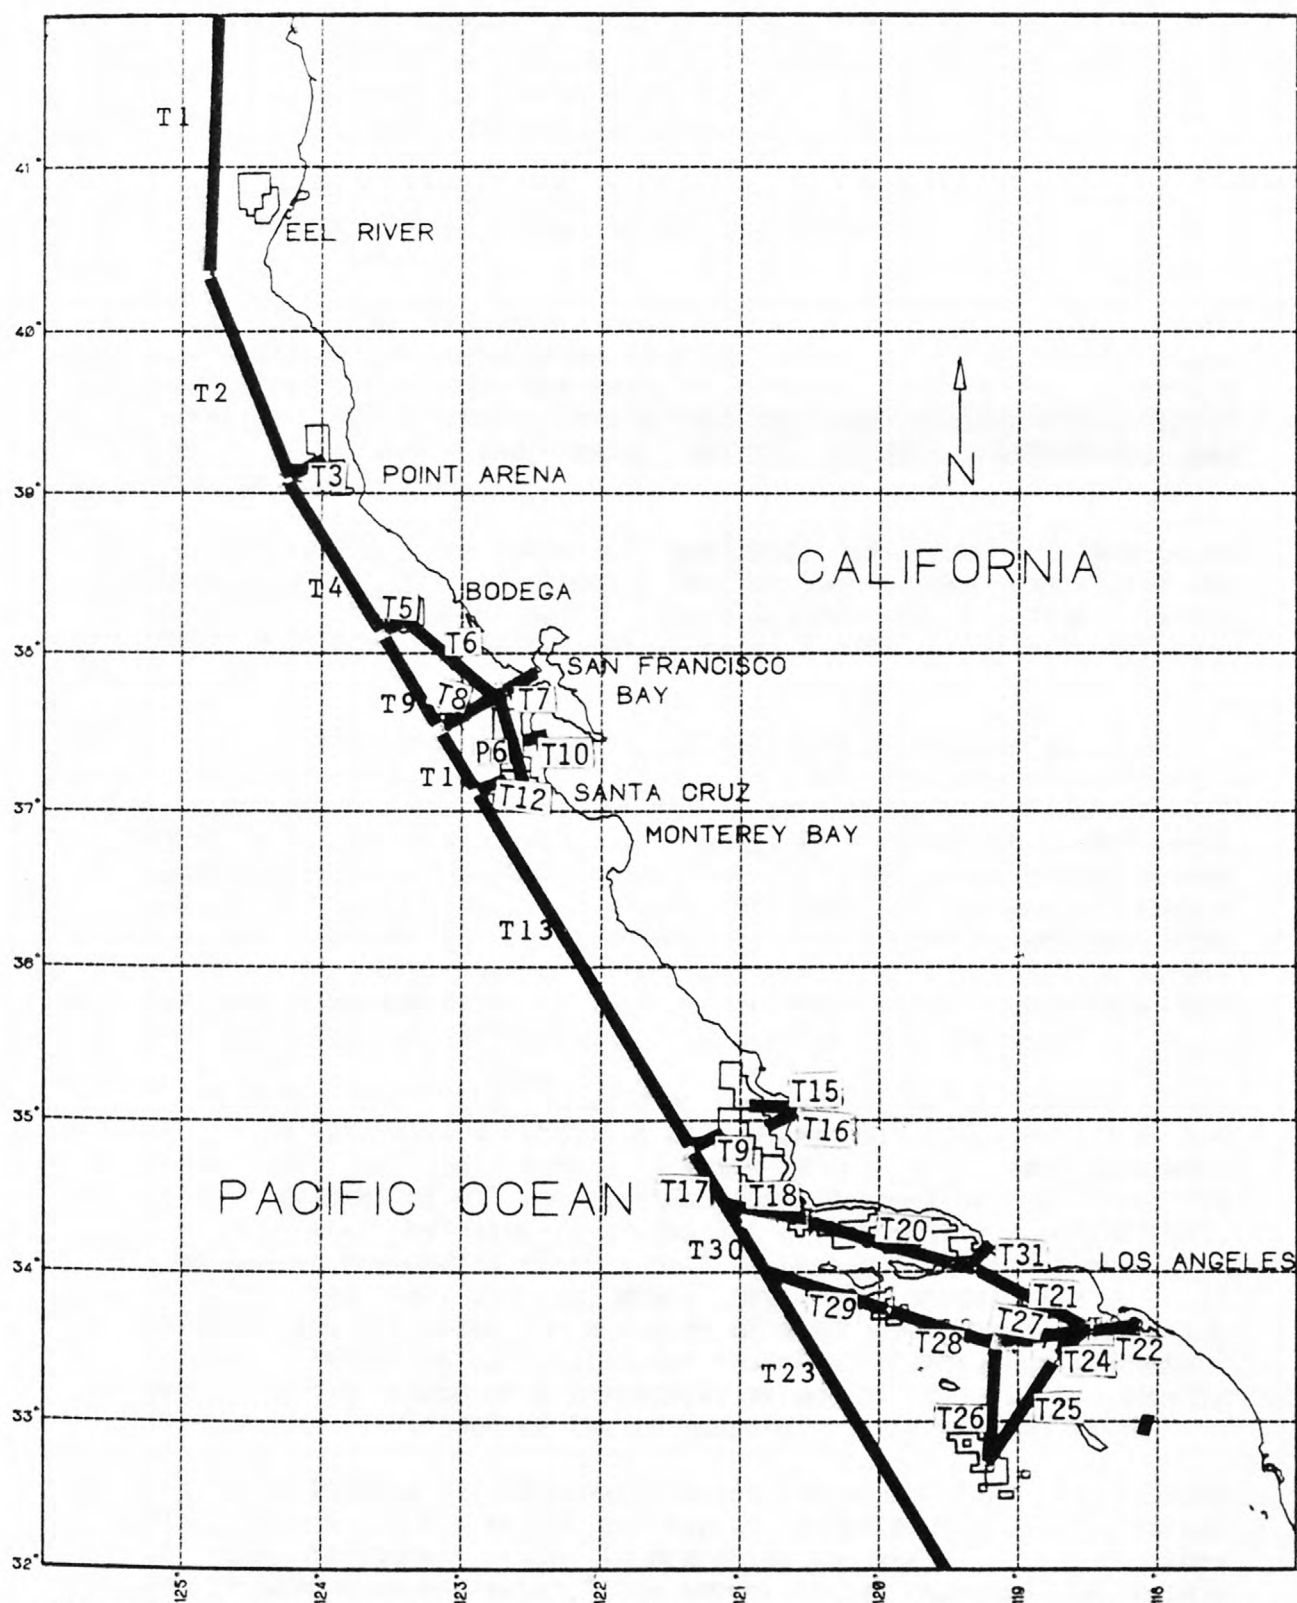 T1
41°
EEL RIVER
40°
T2
N
T3
POINT ARENA
39°
CALIFORNIA
T4
T5
BODEGA
T6
38°
SAN FRANCISCO
BAY
T9
T8
T7
P6
T10
T1
T12
SANTA CRUZ
37°
MONTEREY BAY
T13
36°
T15
35°
T16
T9
PACIFIC OCEAN
T17
T18
T20
T30
T31
LOS ANGELES
34°
T29
T21
T27
T28
T22
T24
T23
T26
T25
33°
32°
125
124
123
122
121
120
119
118